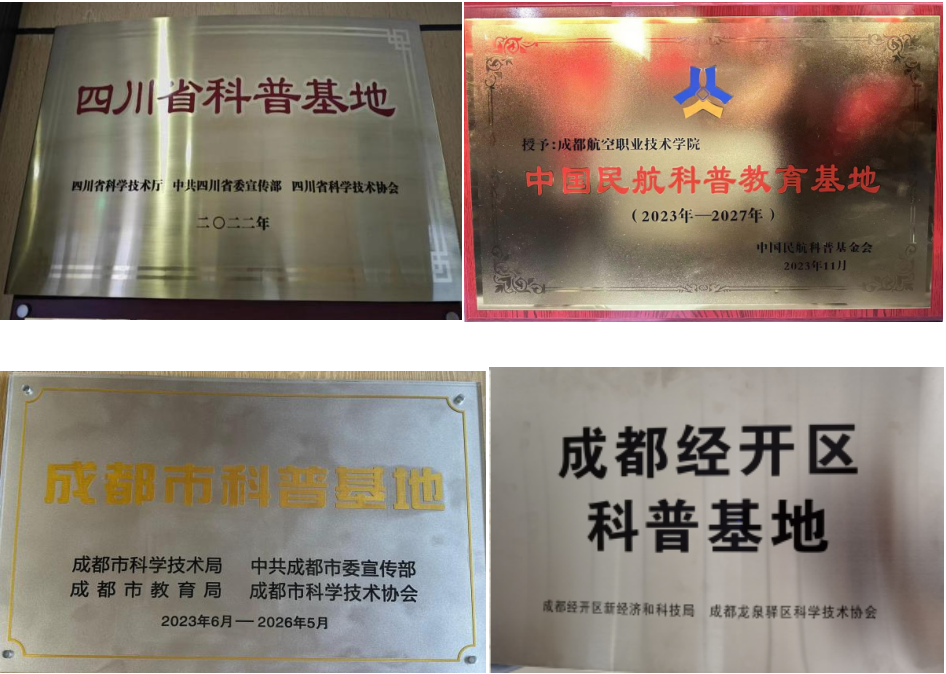 四川省科普基地
四川省科学技术厅 中共四川省委宣传部 四川省科学技术协会
二〇二二年
授予:成都航空职业技术学院
中国民航科普教育基地
(2023年—2027年)
中国民航科普基金会
2023年11月
成都市科普基地
成都市科学技术局 中共成都市委宣传部
成都市教育局 成都市科学技术协会
2023年6月—2026年5月
成都经开区
科普基地
成都经开区新经济和科技局 成都龙泉驿区科学技术协会